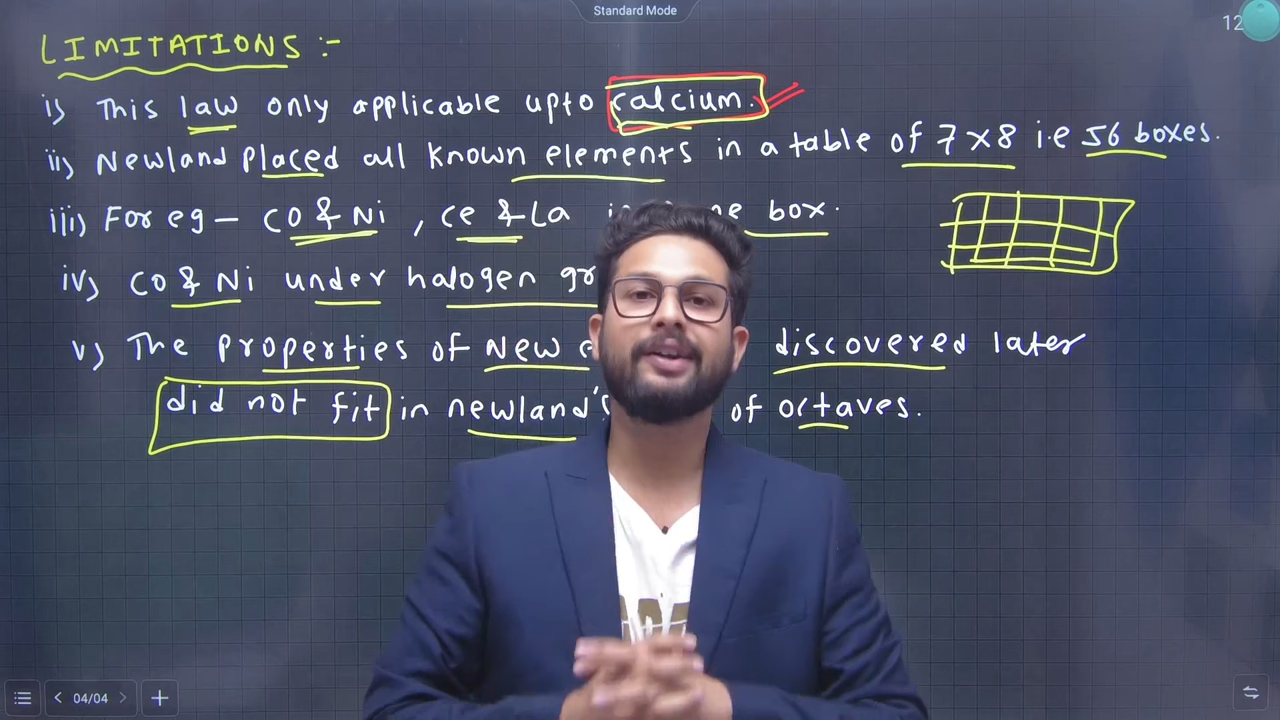 Standard Mode
12
LIMITATIONS :-
i) This law only applicable upto calcium.
ii) Newland placed all known elements in a table of 7x8 i.e 56 boxes.
iii) For eg - CO & Ni , Ce & La box.
iv) CO & Ni under halogen
v) The properties of New discovered later
did not fit in newland's of octaves.
04/04